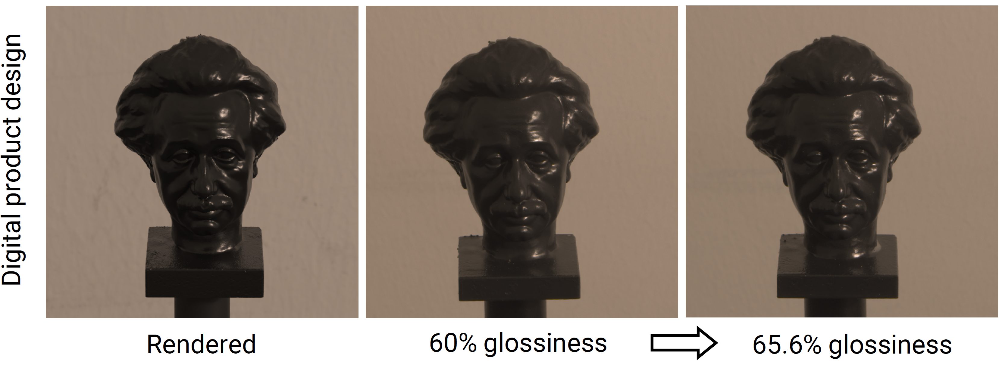 Digital product design
Rendered
60% glossiness
65.6% glossiness